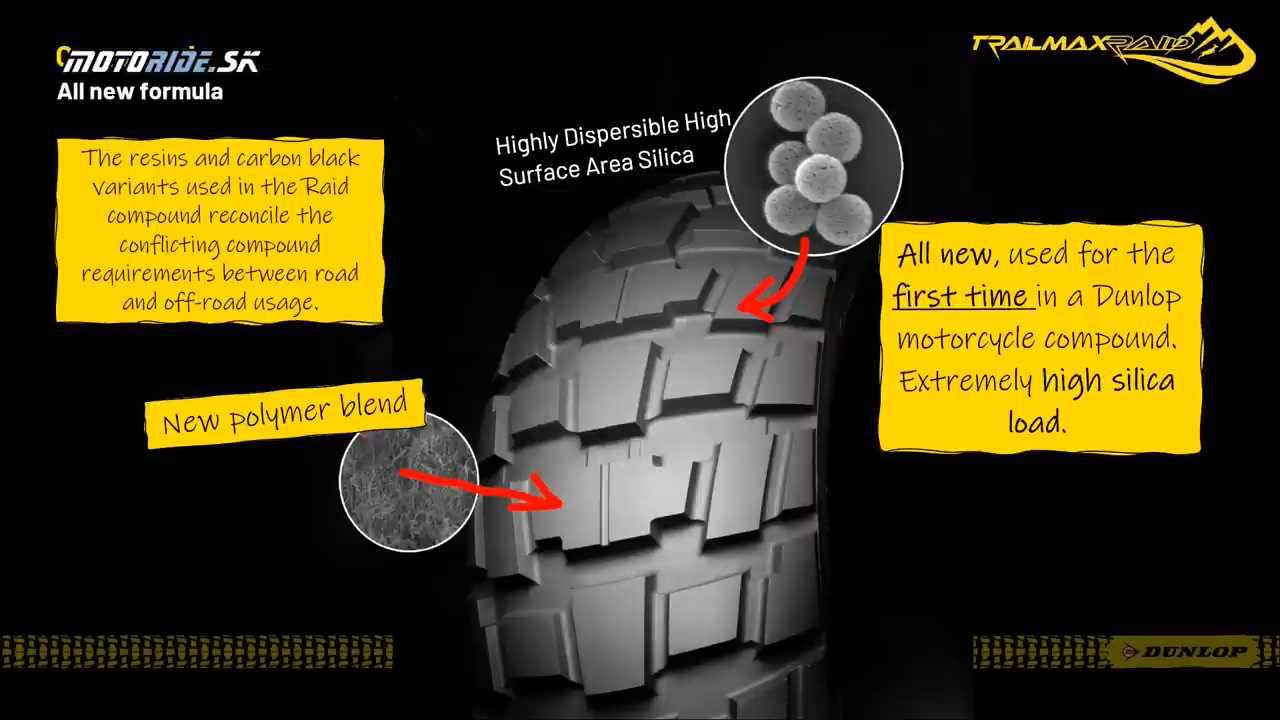 MOTORIDE.SK
All new formula
TRAILMAXRAID
The resins and carbon black
variants used in the Raid
compound reconcile the
conflicting compound
requirements between road
and off-road usage.
Highly Dispersible High
Surface Area Silica
All new, used for the
first time in a Dunlop
motorcycle compound.
Extremely high silica
load.
New polymer blend
DUNLOP